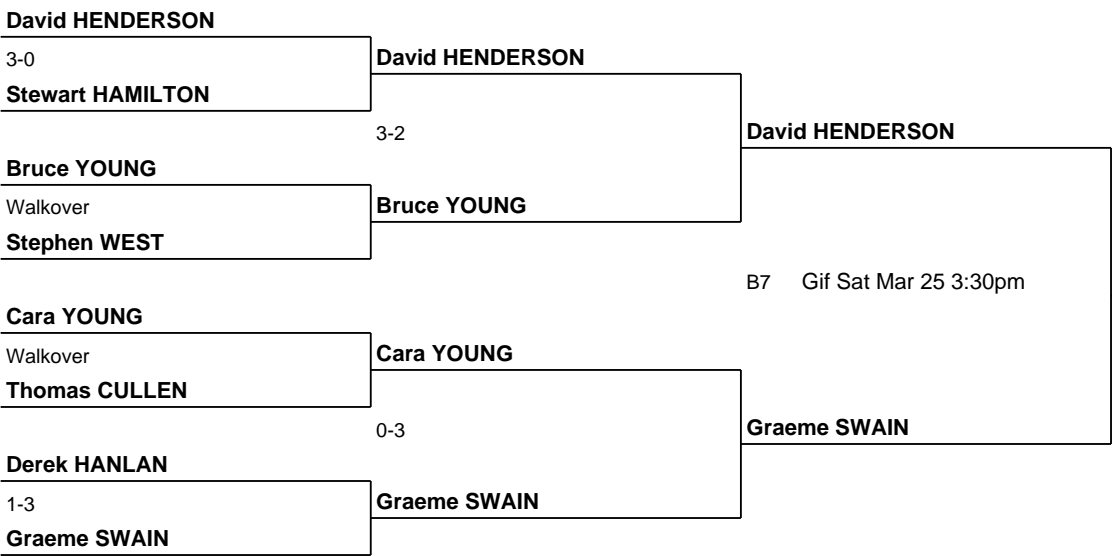 David HENDERSON
3-0
David HENDERSON
Stewart HAMILTON
3-2
David HENDERSON
Bruce YOUNG
Walkover
Bruce YOUNG
Stephen WEST
B7 Gif Sat Mar 25 3:30pm
Cara YOUNG
Walkover
Cara YOUNG
Thomas CULLEN
0-3
Graeme SWAIN
Derek HANLAN
1-3
Graeme SWAIN
Graeme SWAIN